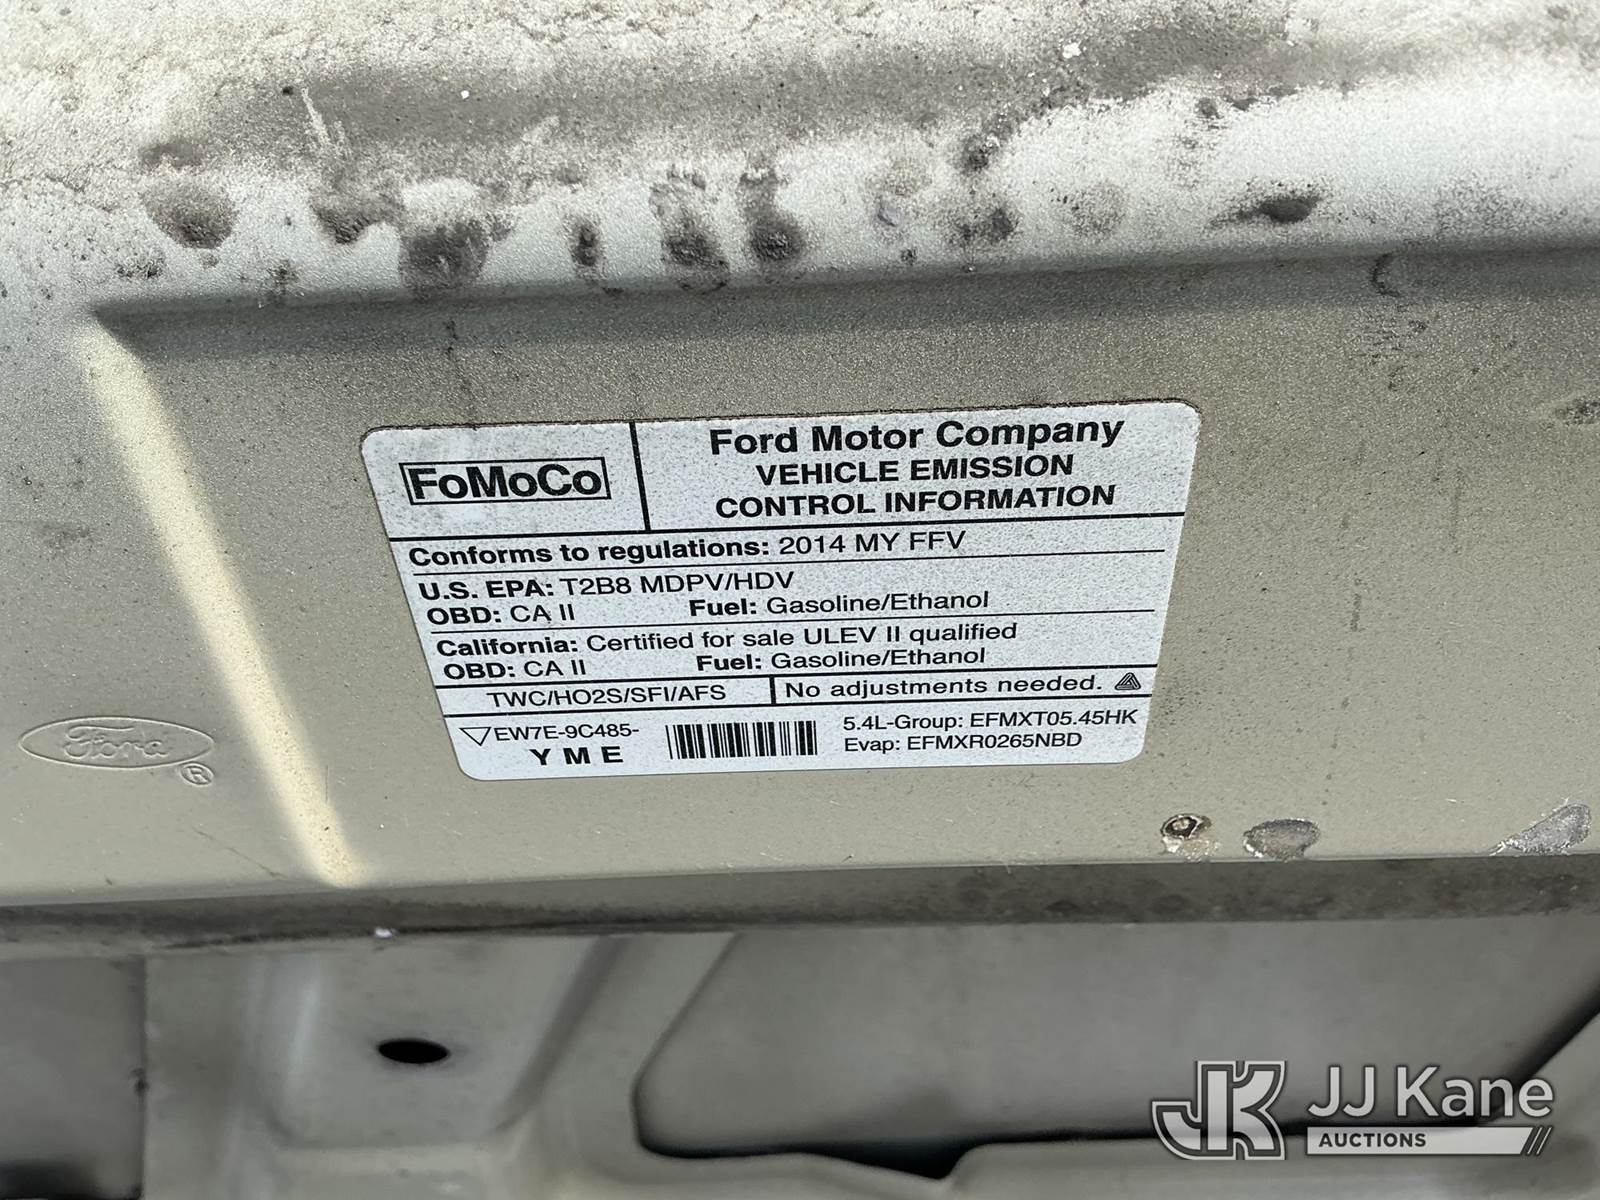 FoMoCo
Ford Motor Company
VEHICLE EMISSION
CONTROL INFORMATION
Conforms to regulations: 2014 MY FFV
U.S. EPA: T2B8 MDPV/HDV
OBD: CA II Fuel: Gasoline/Ethanol
California: Certified for sale ULEV II qualified
OBD: CA II Fuel: Gasoline/Ethanol
TWC/HO2S/SFI/AFS No adjustments needed.
EW7E-9C485-
Y M E
5.4L-Group: EFMXT05.45HK
Evap: EFMXR0265NBD
Ford ®
JK JJ Kane
AUCTIONS